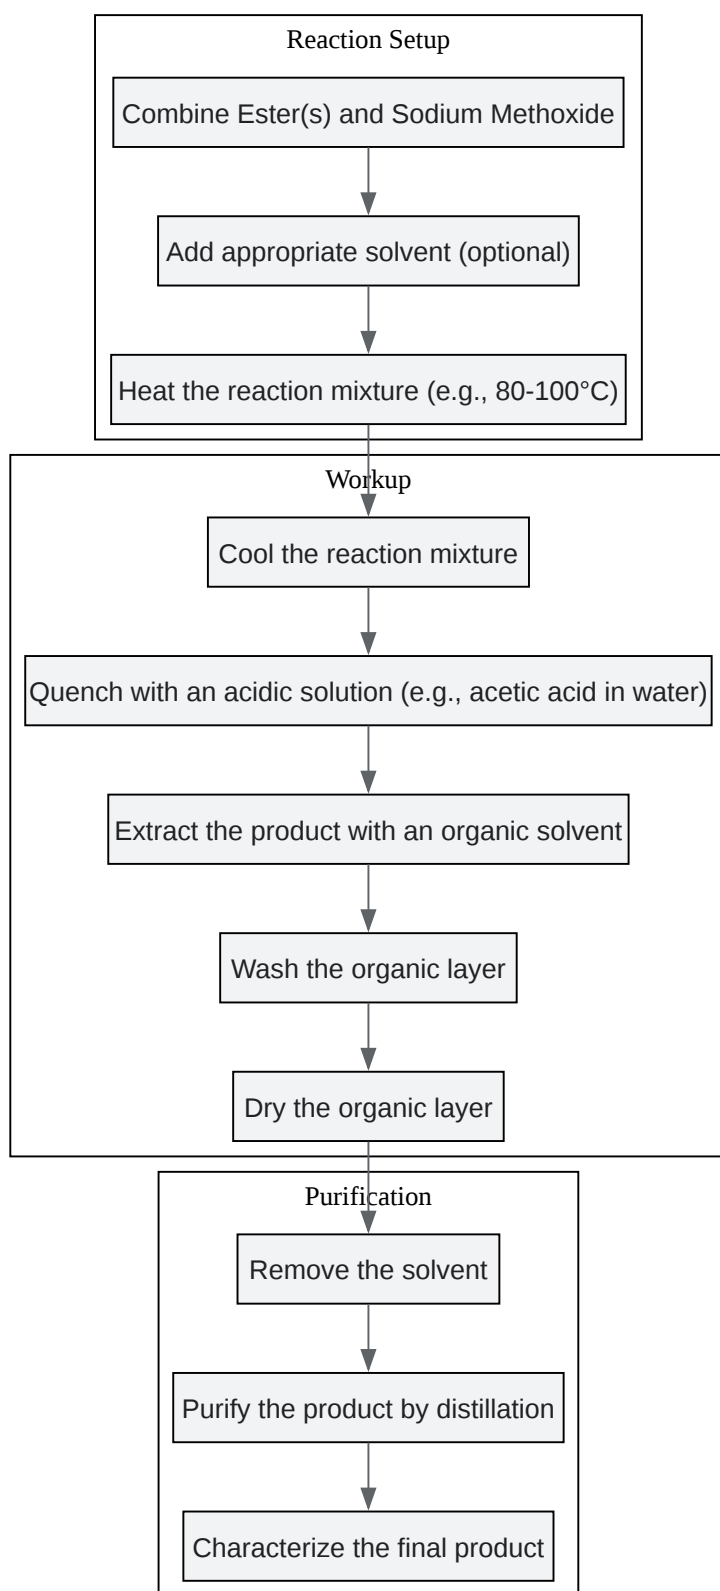 Reaction Setup
Combine Ester(s) and Sodium Methoxide
Add appropriate solvent (optional)
Heat the reaction mixture (e.g., 80-100°C)
Workup
Cool the reaction mixture
Quench with an acidic solution (e.g., acetic acid in water)
Extract the product with an organic solvent
Wash the organic layer
Dry the organic layer
Purification
Remove the solvent
Purify the product by distillation
Characterize the final product